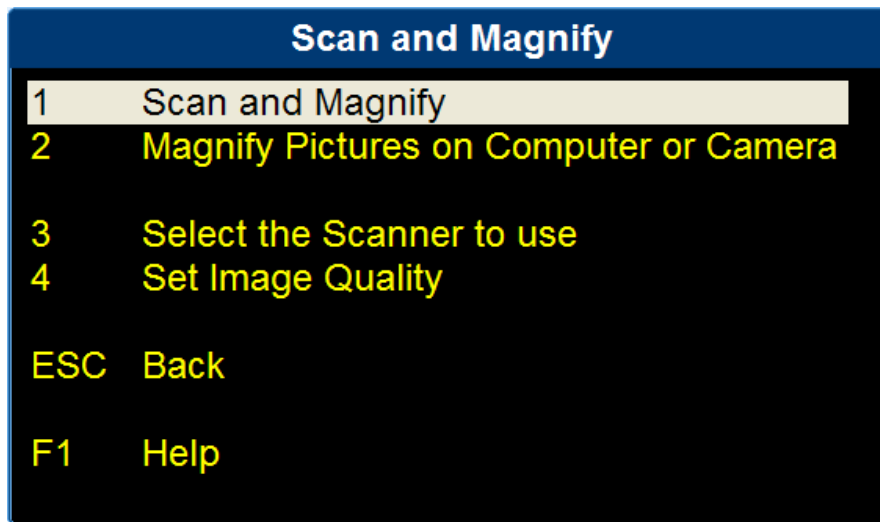 Scan and Magnify
1 Scan and Magnify
2 Magnify Pictures on Computer or Camera
3 Select the Scanner to use
4 Set Image Quality
ESC Back
F1 Help